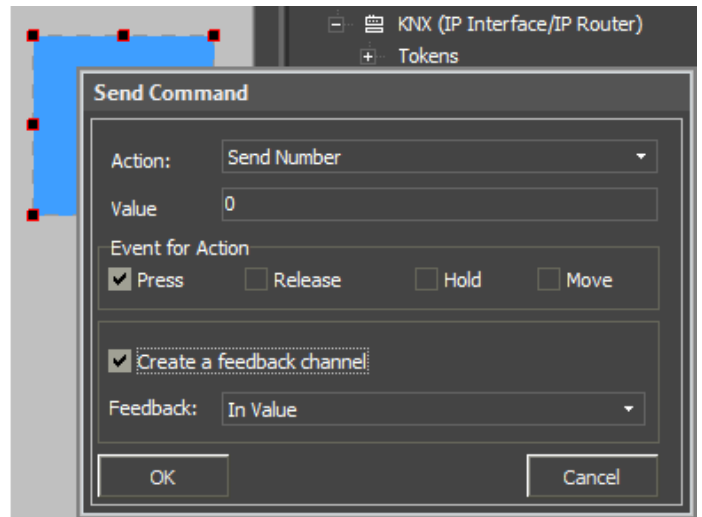 KNX (IP Interface/IP Router)
Tokens
Send Command
Action: Send Number
Value 0
Event for Action
Press Release Hold Move
Create a feedback channel
Feedback: In Value
OK Cancel